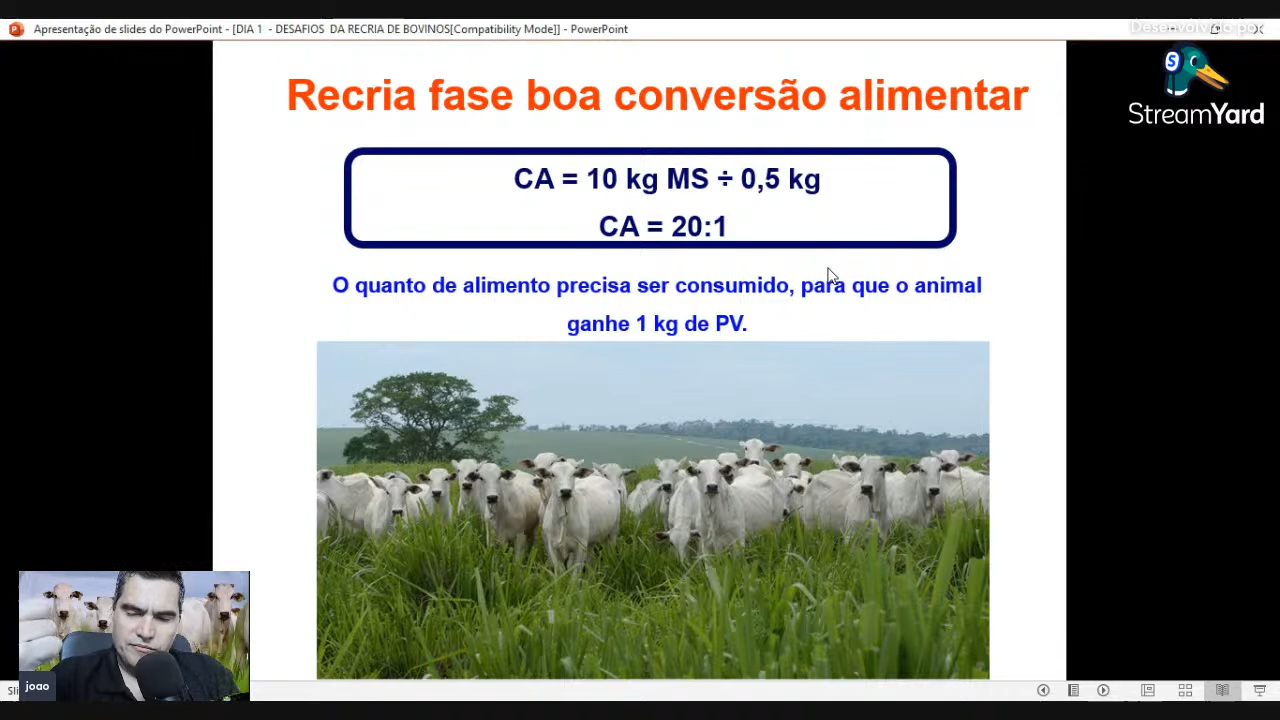 Apresentação de slides do PowerPoint - [DIA 1 - DESAFIOS DA RECRIA DE BOVINOS[Compatibility Mode]] - PowerPoint
Desenvolvido por
StreamYard
Recria fase boa conversão alimentar
CA = 10 kg MS ÷ 0,5 kg
CA = 20:1
O quanto de alimento precisa ser consumido, para que o animal
ganhe 1 kg de PV.
joao